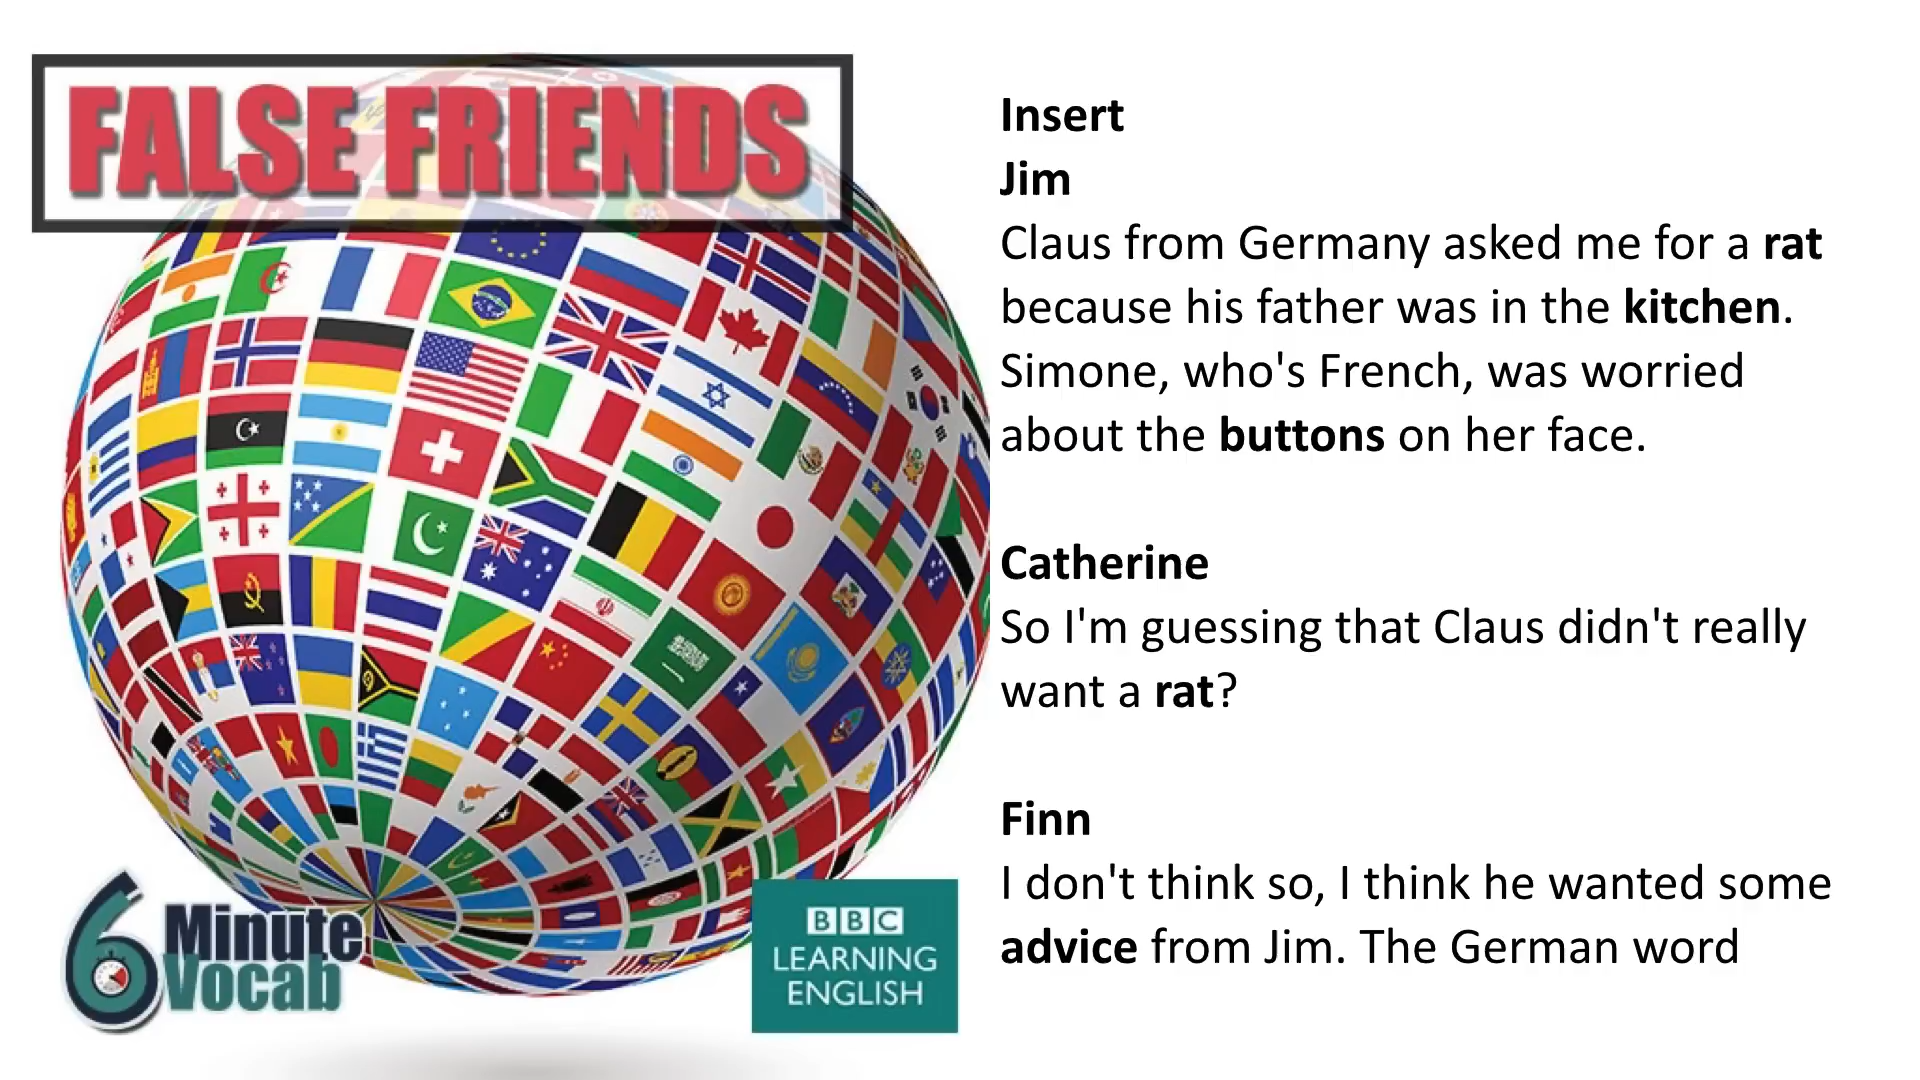 FALSE FRIENDS
Insert
Jim
Claus from Germany asked me for a rat
because his father was in the kitchen.
Simone, who's French, was worried
about the buttons on her face.
Catherine
So I'm guessing that Claus didn't really
want a rat?
Finn
I don't think so, I think he wanted some
advice from Jim. The German word
6 Minute
Vocab
BBC
LEARNING
ENGLISH